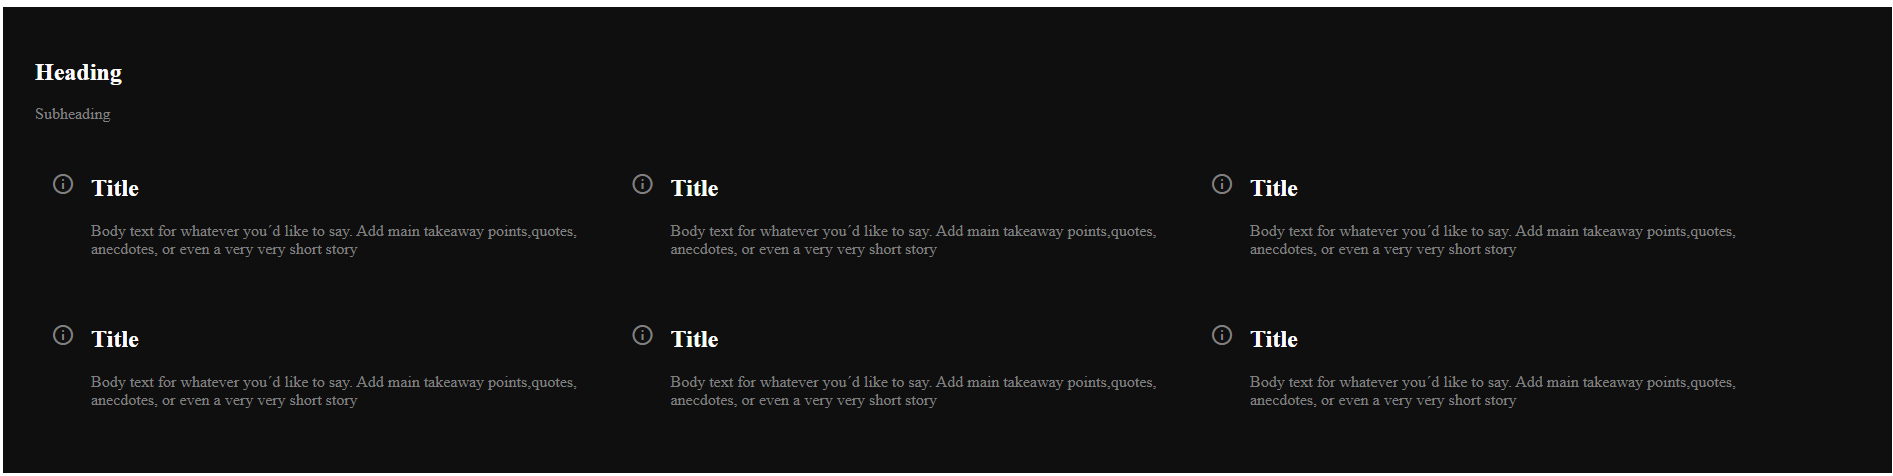 Heading
Subheading
Title
Body text for whatever you´d like to say. Add main takeaway points,quotes,
anecdotes, or even a very very short story
Title
Body text for whatever you´d like to say. Add main takeaway points,quotes,
anecdotes, or even a very very short story
Title
Body text for whatever you´d like to say. Add main takeaway points,quotes,
anecdotes, or even a very very short story
Title
Body text for whatever you´d like to say. Add main takeaway points,quotes,
anecdotes, or even a very very short story
Title
Body text for whatever you´d like to say. Add main takeaway points,quotes,
anecdotes, or even a very very short story
Title
Body text for whatever you´d like to say. Add main takeaway points,quotes,
anecdotes, or even a very very short story